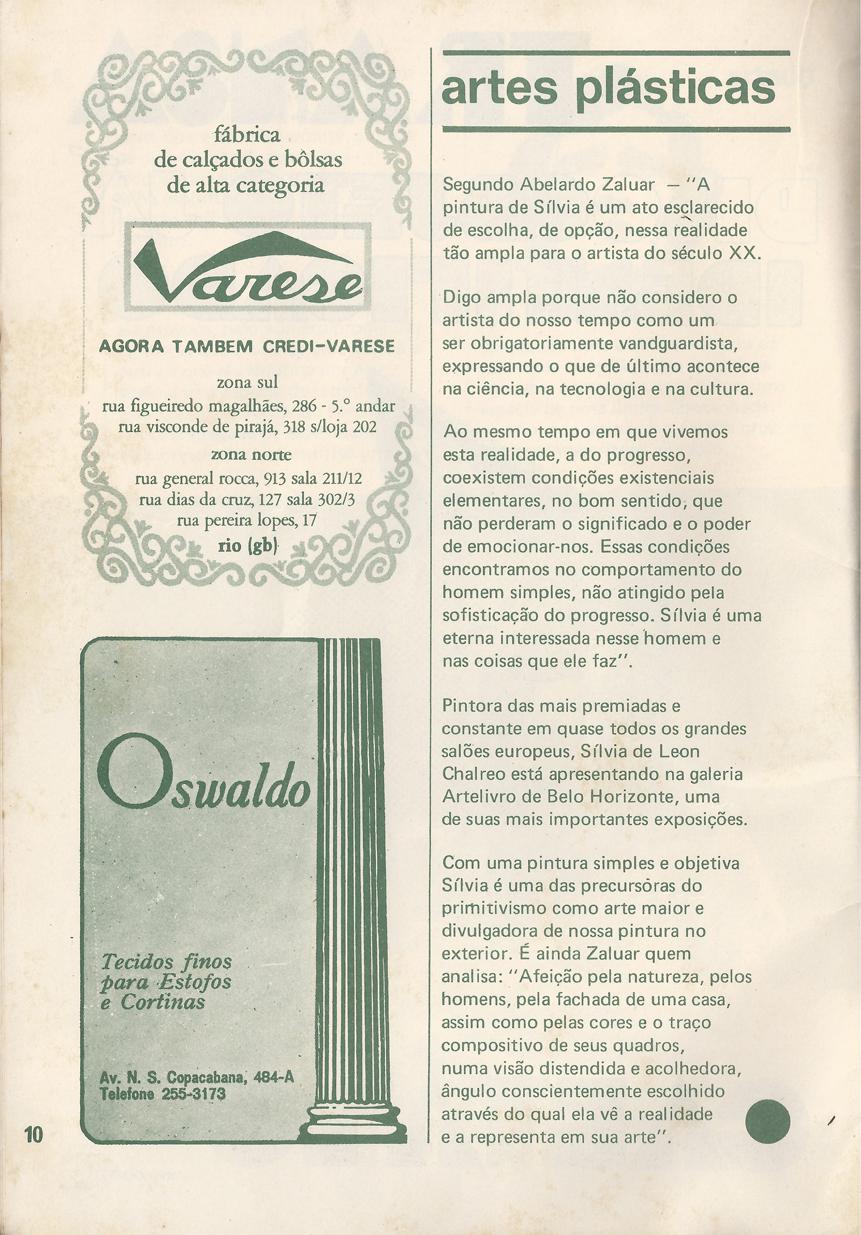 fábrica
de calçados e bôlsas
de alta categoria
Varese
AGORA TAMBEM CREDI-VARESE
zona sul
rua figueiredo magalhães, 286 - 5.º andar
rua visconde de pirajá, 318 s/loja 202
zona norte
rua general rocca, 913 sala 211/12
rua dias da cruz, 127 sala 302/3
rua pereira lopes, 17
rio (gb)
Oswaldo
Tecidos finos
para Estofos
e Cortinas
Av. N. S. Copacabana, 484-A
Telefone 255-3173
10
artes plásticas
Segundo Abelardo Zaluar — "A
pintura de Sílvia é um ato esclarecido
de escolha, de opção, nessa realidade
tão ampla para o artista do século XX.
Digo ampla porque não considero o
artista do nosso tempo como um
ser obrigatoriamente vandguardista,
expressando o que de último acontece
na ciência, na tecnologia e na cultura.
Ao mesmo tempo em que vivemos
esta realidade, a do progresso,
coexistem condições existenciais
elementares, no bom sentido, que
não perderam o significado e o poder
de emocionar-nos. Essas condições
encontramos no comportamento do
homem simples, não atingido pela
sofisticação do progresso. Sílvia é uma
eterna interessada nesse homem e
nas coisas que ele faz".
Pintora das mais premiadas e
constante em quase todos os grandes
salões europeus, Sílvia de Leon
Chalreo está apresentando na galeria
Artelivro de Belo Horizonte, uma
de suas mais importantes exposições.
Com uma pintura simples e objetiva
Sílvia é uma das precursôras do
primitivismo como arte maior e
divulgadora de nossa pintura no
exterior. É ainda Zaluar quem
analisa: "Afeição pela natureza, pelos
homens, pela fachada de uma casa,
assim como pelas cores e o traço
compositivo de seus quadros,
numa visão distendida e acolhedora,
ângulo conscientemente escolhido
através do qual ela vê a realidade
e a representa em sua arte".